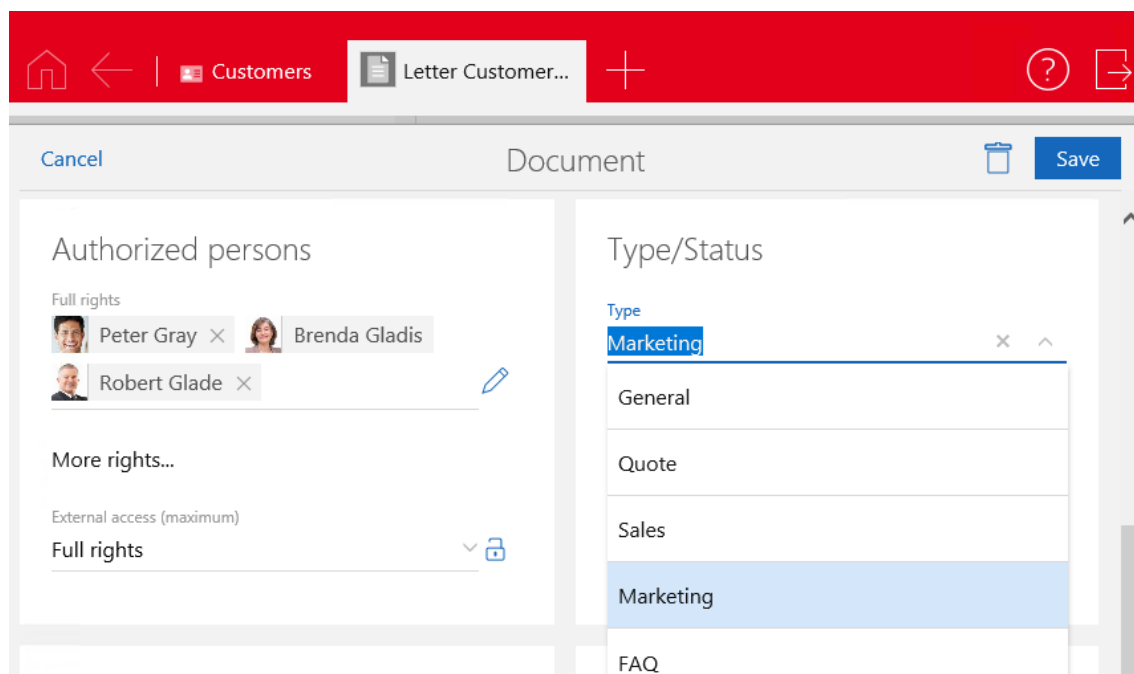 Customers
Letter Customer...
Cancel
Document
Save
Authorized persons
Full rights
Peter Gray
Brenda Gladis
Robert Glade
More rights...
External access (maximum)
Full rights
Type/Status
Type
Marketing
General
Quote
Sales
Marketing
FAQ